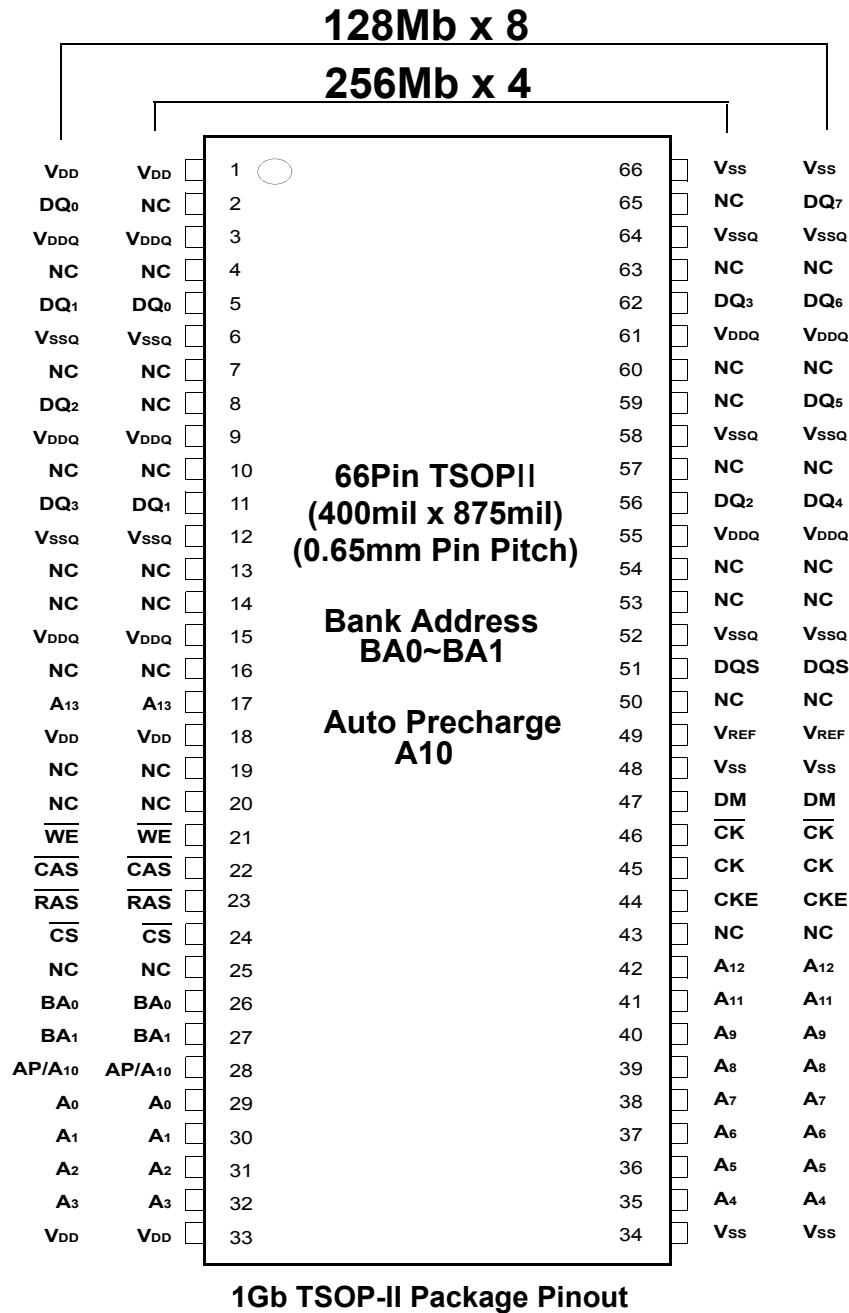 128Mb x 8
256Mb x 4
VDD VDD 1 66 VSS VSS
DQ0 NC 2 65 NC DQ7
VDDQ VDDQ 3 64 VSSQ VSSQ
NC NC 4 63 NC NC
DQ1 DQ0 5 62 DQ3 DQ6
VSSQ VSSQ 6 61 VDDQ VDDQ
NC NC 7 60 NC NC
DQ2 NC 8 59 NC DQ5
VDDQ VDDQ 9 58 VSSQ VSSQ
NC NC 10 57 NC NC
66Pin TSOPII
DQ3 DQ1 11 56 DQ2 DQ4
(400mil x 875mil)
VSSQ VSSQ 12 55 VDDQ VDDQ
(0.65mm Pin Pitch)
NC NC 13 54 NC NC
NC NC 14 53 NC NC
Bank Address
VDDQ VDDQ 15 52 VSSQ VSSQ
BA0~BA1
NC NC 16 51 DQS DQS
A13 A13 17 50 NC NC
Auto Precharge
VDD VDD 18 49 VREF VREF
A10
NC NC 19 48 VSS VSS
NC NC 20 47 DM DM
W̅E̅ W̅E̅ 21 46 C̅K̅ C̅K̅
C̅A̅S̅ C̅A̅S̅ 22 45 CK CK
R̅A̅S̅ R̅A̅S̅ 23 44 CKE CKE
C̅S̅ C̅S̅ 24 43 NC NC
NC NC 25 42 A12 A12
BA0 BA0 26 41 A11 A11
BA1 BA1 27 40 A9 A9
AP/A10 AP/A10 28 39 A8 A8
A0 A0 29 38 A7 A7
A1 A1 30 37 A6 A6
A2 A2 31 36 A5 A5
A3 A3 32 35 A4 A4
VDD VDD 33 34 VSS VSS
1Gb TSOP-II Package Pinout